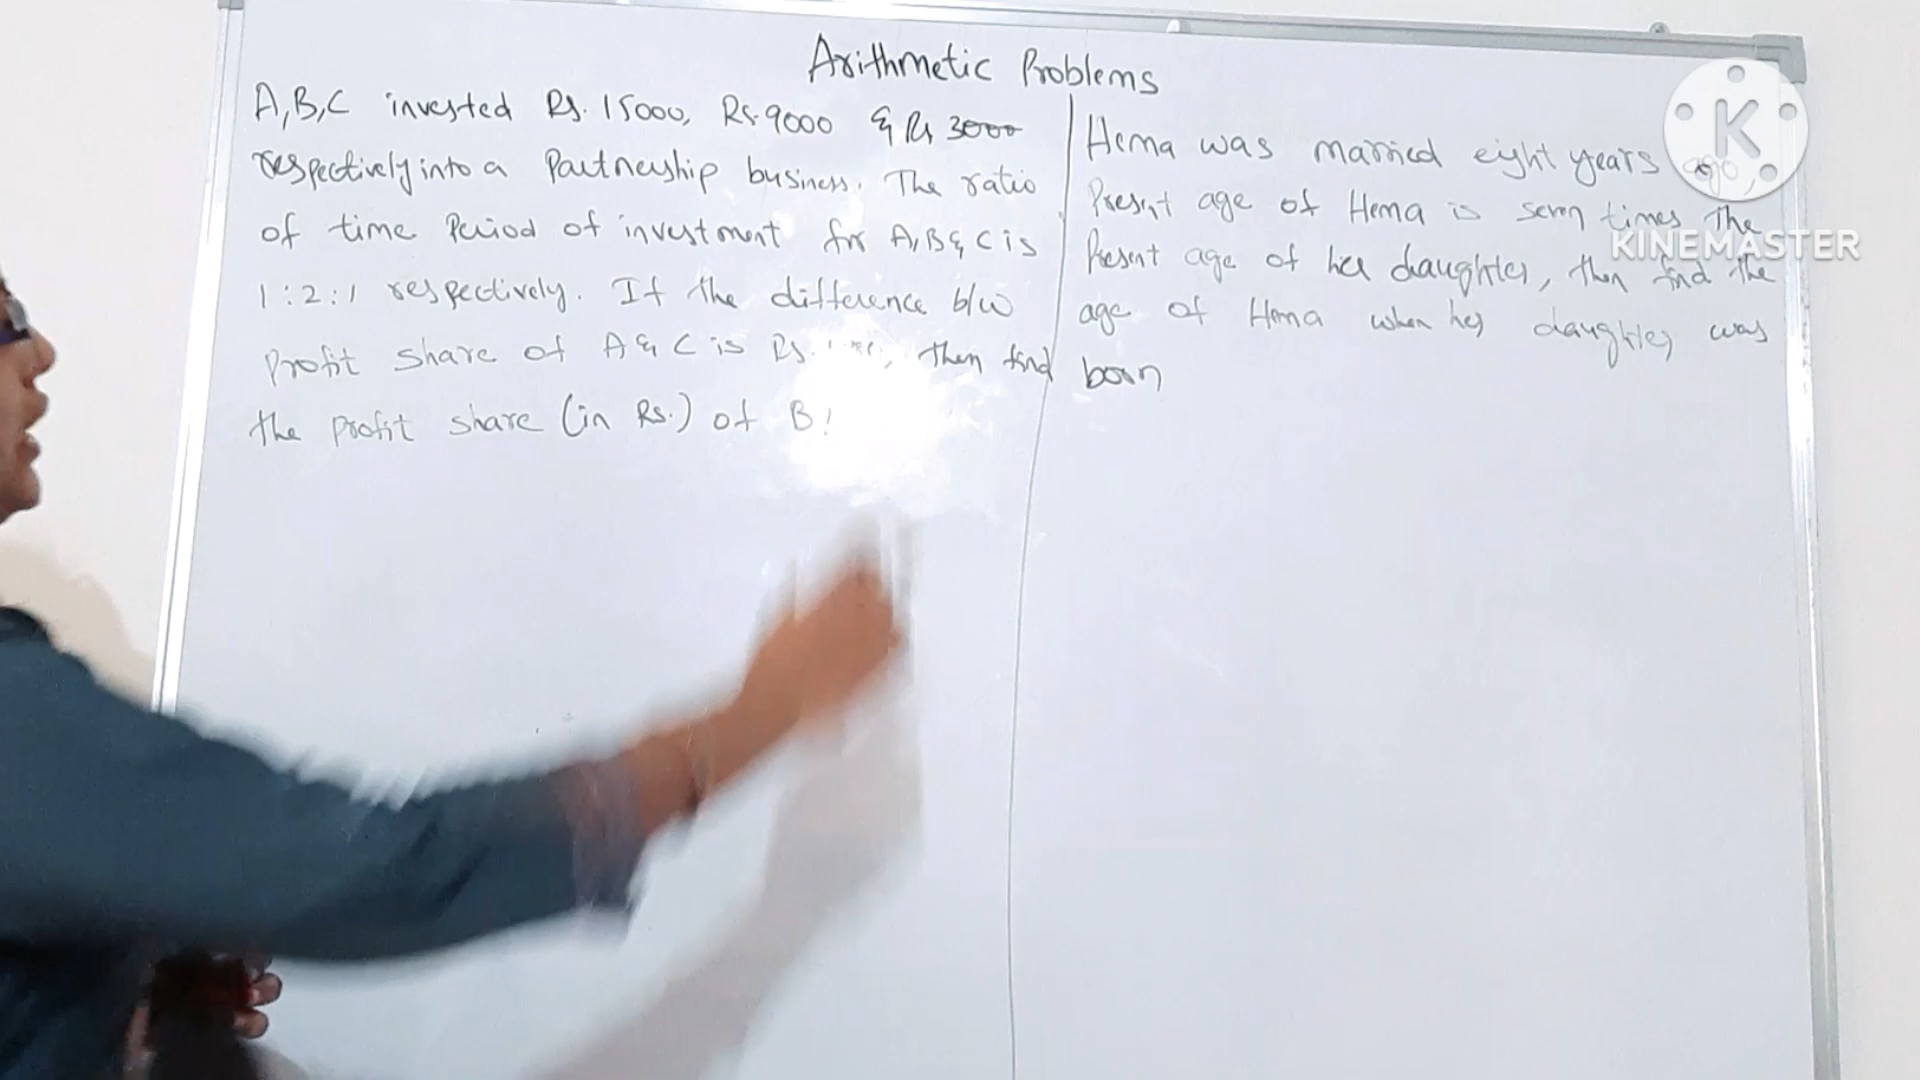 Arithmetic Problems
A,B,C invested Rs. 15000, Rs.9000 & Rs 3000
respectively into a Partnership business. The ratio
of time Period of investment for A,B & C is
1:2:1 respectively. If the difference b/w
Profit share of A & C is Rs. , then find
the profit share (in Rs.) of B!
Hema was married eight years ago,
Present age of Hema is seven times the
Present age of her daughter, then find the
age of Hema when her daughter was
born
K
KINEMASTER